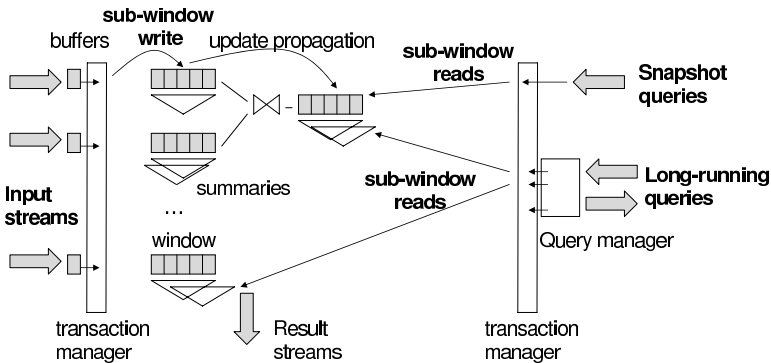 sub-window
write
buffers
update propagation
sub-window
reads
Snapshot
queries
Input
streams
summaries
...
window
sub-window
reads
Long-running
queries
Query manager
transaction
manager
Result
streams
transaction
manager